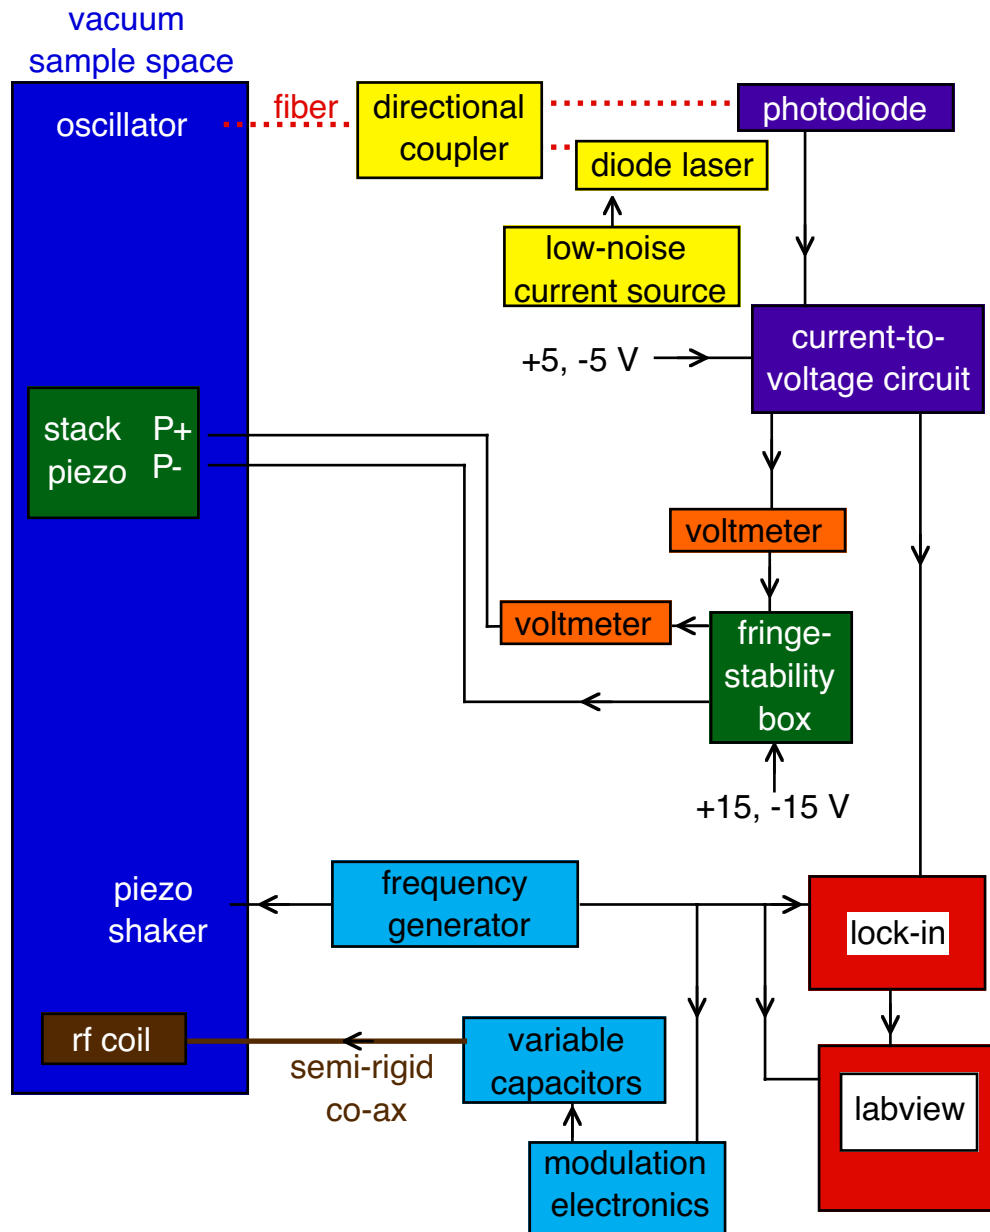 vacuum
sample space
oscillator
fiber
directional
coupler
photodiode
diode laser
low-noise
current source
+5, -5 V
current-to-
voltage circuit
stack P+
piezo P-
voltmeter
voltmeter
fringe-
stability
box
+15, -15 V
piezo
shaker
frequency
generator
lock-in
rf coil
semi-rigid
co-ax
variable
capacitors
labview
modulation
electronics